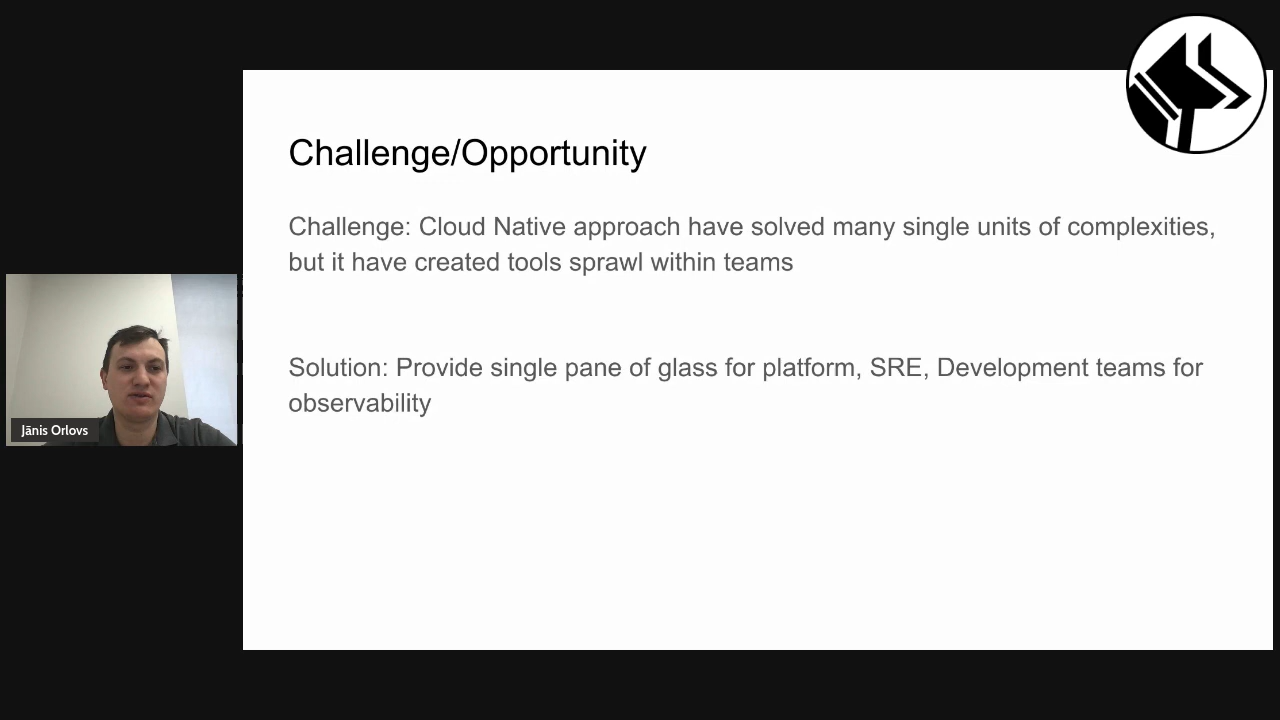 Challenge/Opportunity
Challenge: Cloud Native approach have solved many single units of complexities,
but it have created tools sprawl within teams
Solution: Provide single pane of glass for platform, SRE, Development teams for
observability
Jānis Orlovs